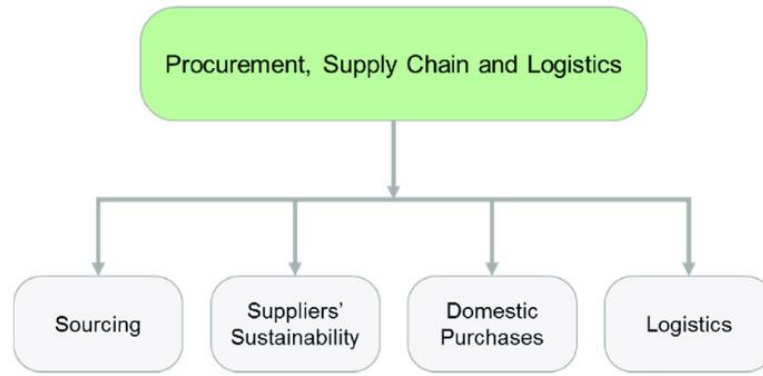 Procurement, Supply Chain and Logistics
Sourcing
Suppliers'
Sustainability
Domestic
Purchases
Logistics